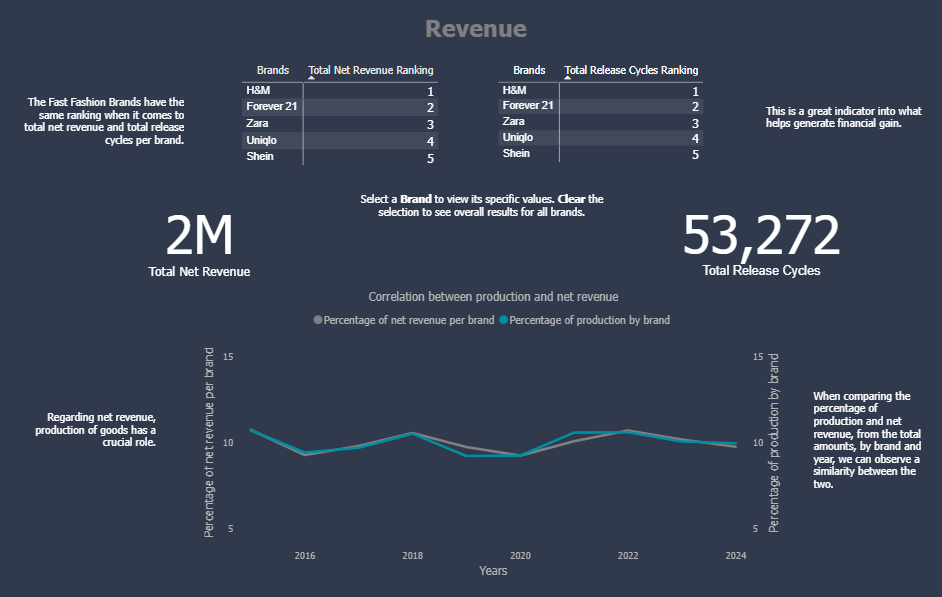 Revenue
Brands Total Net Revenue Ranking
H&M 1
Forever 21 2
Zara 3
Uniqlo 4
Shein 5
Brands Total Release Cycles Ranking
H&M 1
Forever 21 2
Zara 3
Uniqlo 4
Shein 5
The Fast Fashion Brands have the
same ranking when it comes to
total net revenue and total release
cycles per brand.
This is a great indicator into what
helps generate financial gain.
Select a Brand to view its specific values. Clear the
selection to see overall results for all brands.
2M
Total Net Revenue
53,272
Total Release Cycles
Correlation between production and net revenue
Percentage of net revenue per brand Percentage of production by brand
Regarding net revenue,
production of goods has a
crucial role.
Percentage of net revenue per brand
15
10
5
2016 2018 2020 2022 2024
Years
15
10
5
Percentage of production by brand
When comparing the
percentage of
production and net
revenue, from the total
amounts, by brand and
year, we can observe a
similarity between the
two.